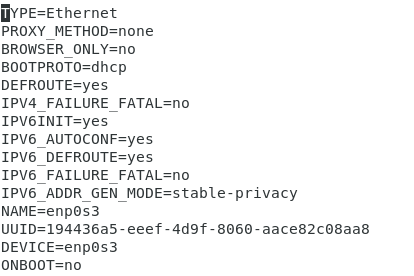 TYPE=Ethernet
PROXY_METHOD=none
BROWSER_ONLY=no
BOOTPROTO=dhcp
DEFROUTE=yes
IPV4_FAILURE_FATAL=no
IPV6INIT=yes
IPV6_AUTOCONF=yes
IPV6_DEFROUTE=yes
IPV6_FAILURE_FATAL=no
IPV6_ADDR_GEN_MODE=stable-privacy
NAME=enp0s3
UUID=194436a5-eeef-4d9f-8060-aace82c08aa8
DEVICE=enp0s3
ONBOOT=no